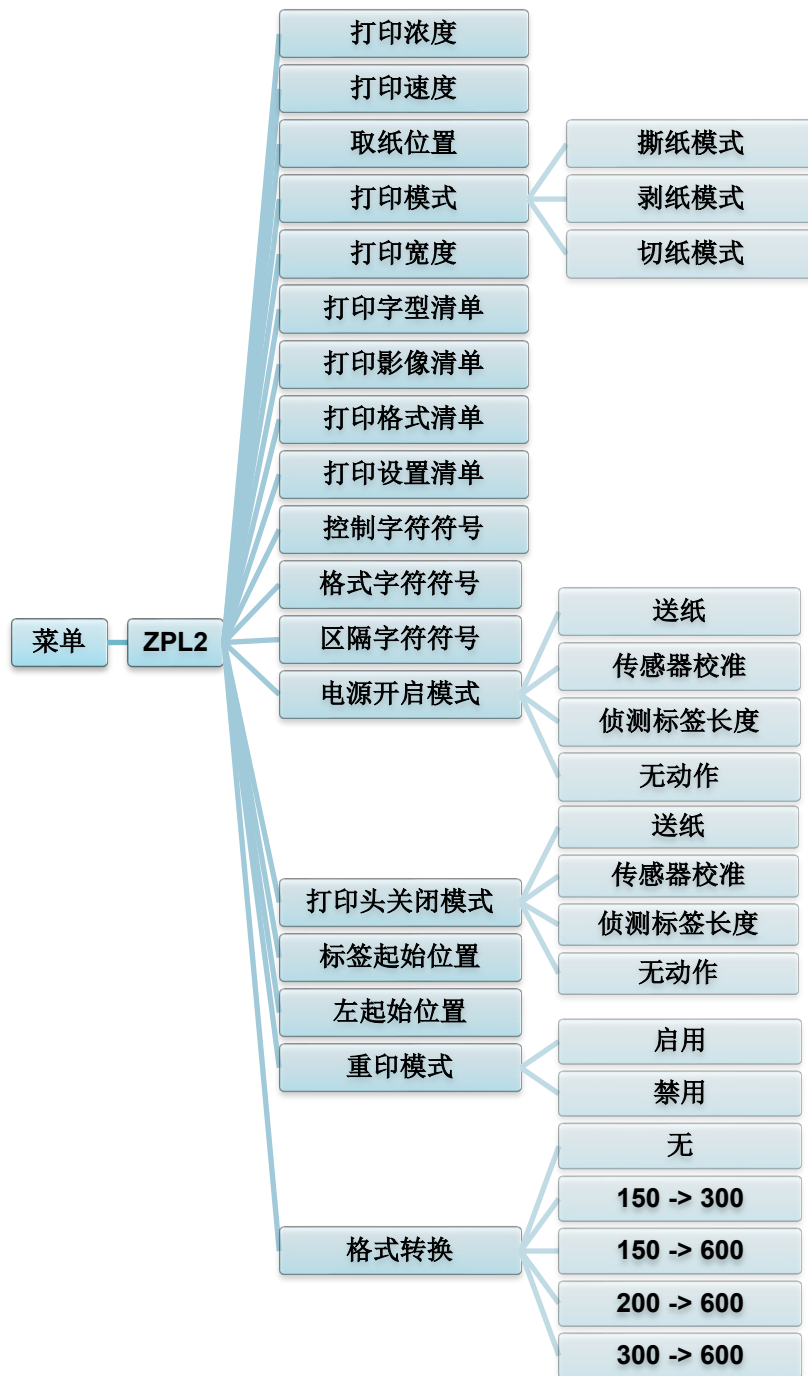 菜单
ZPL2
打印浓度
打印速度
取纸位置
打印模式
撕纸模式
剥纸模式
切纸模式
打印宽度
打印字型清单
打印影像清单
打印格式清单
打印设置清单
控制字符符号
格式字符符号
区隔字符符号
电源开启模式
送纸
传感器校准
侦测标签长度
无动作
打印头关闭模式
送纸
传感器校准
侦测标签长度
无动作
标签起始位置
左起始位置
重印模式
启用
禁用
格式转换
无
150 -> 300
150 -> 600
200 -> 600
300 -> 600